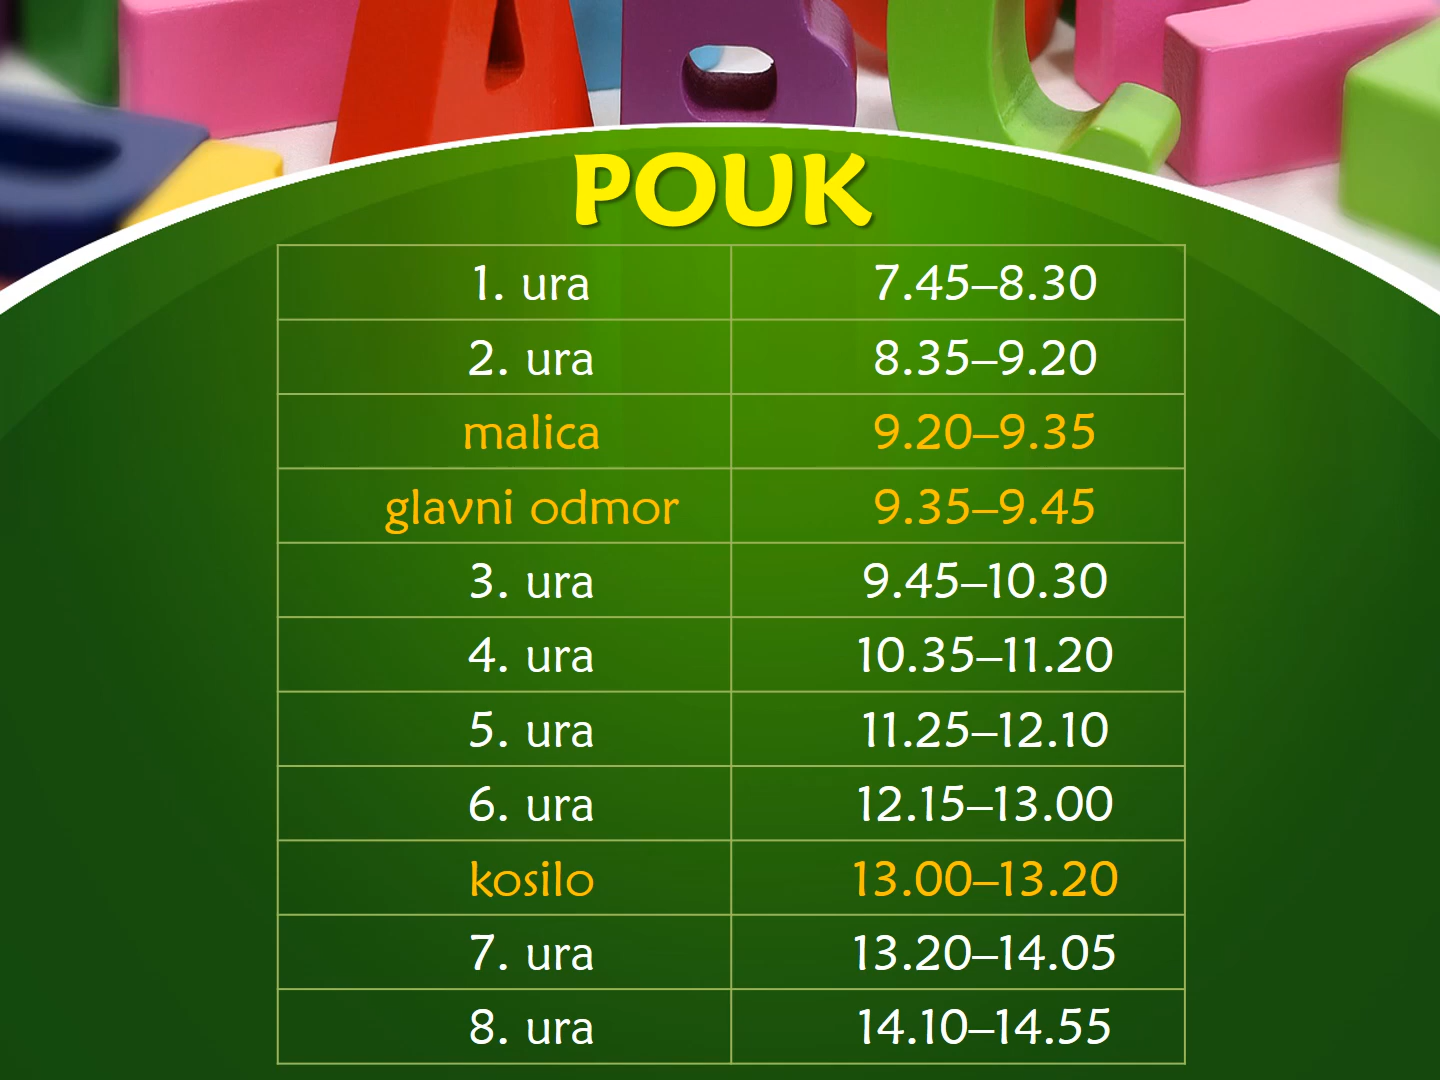 POUK
1. ura 7.45–8.30
2. ura 8.35–9.20
malica 9.20–9.35
glavni odmor 9.35–9.45
3. ura 9.45–10.30
4. ura 10.35–11.20
5. ura 11.25–12.10
6. ura 12.15–13.00
kosilo 13.00–13.20
7. ura 13.20–14.05
8. ura 14.10–14.55